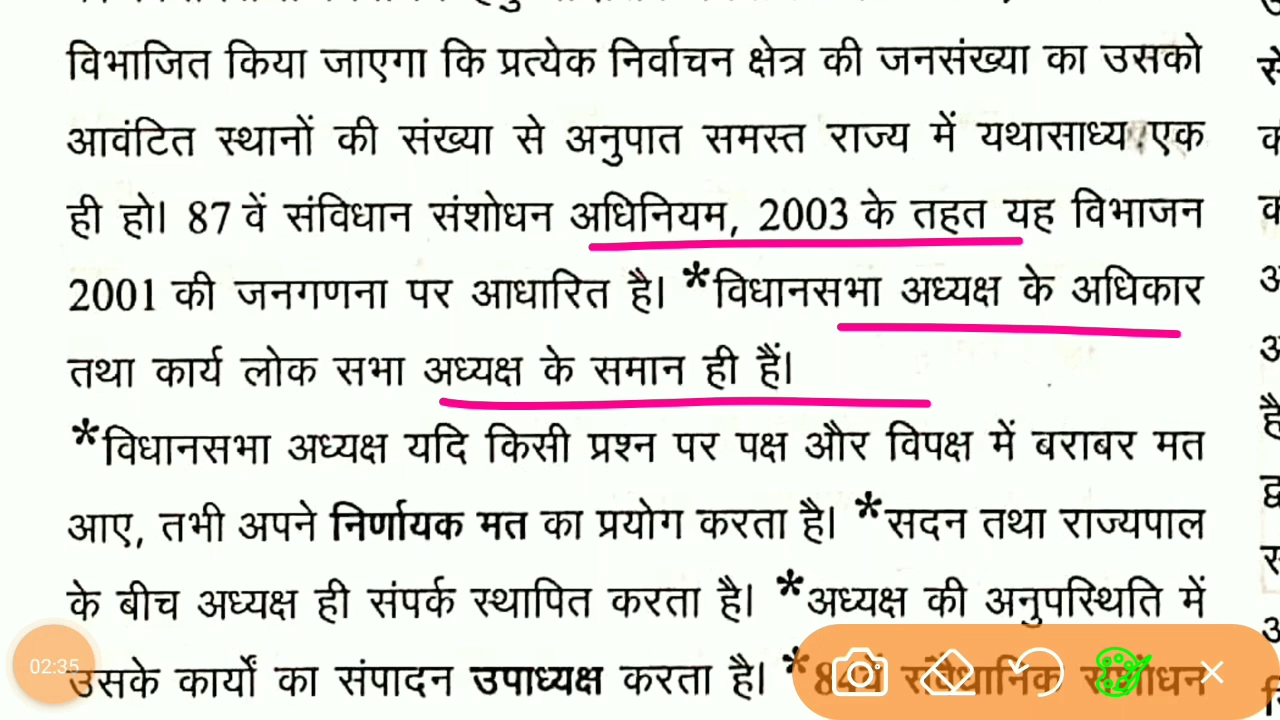 विभाजित किया जाएगा कि प्रत्येक निर्वाचन क्षेत्र की जनसंख्या का उसको
आवंटित स्थानों की संख्या से अनुपात समस्त राज्य में यथासाध्य एक
ही हो। 87 वें संविधान संशोधन अधिनियम, 2003 के तहत यह विभाजन
2001 की जनगणना पर आधारित है। *विधानसभा अध्यक्ष के अधिकार
तथा कार्य लोक सभा अध्यक्ष के समान ही हैं।
*विधानसभा अध्यक्ष यदि किसी प्रश्न पर पक्ष और विपक्ष में बराबर मत
आए, तभी अपने निर्णायक मत का प्रयोग करता है। *सदन तथा राज्यपाल
के बीच अध्यक्ष ही संपर्क स्थापित करता है। *अध्यक्ष की अनुपस्थिति में
उसके कार्यों का संपादन उपाध्यक्ष करता है। *84वें संवैधानिक संशोधन
02:35